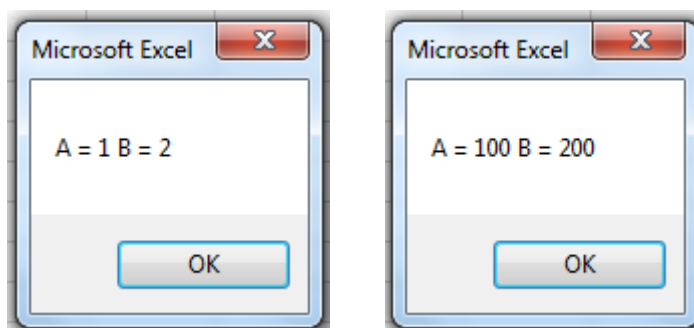 Microsoft Excel
A = 1 B = 2
OK
Microsoft Excel
A = 100 B = 200
OK